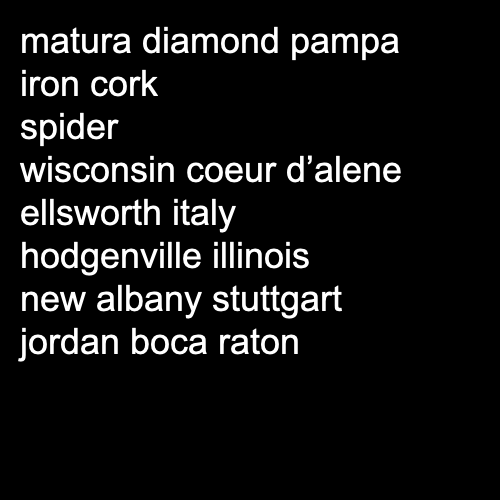 matura diamond pampa
iron cork
spider
wisconsin coeur d’alene
ellsworth italy
hodgenville illinois
new albany stuttgart
jordan boca raton